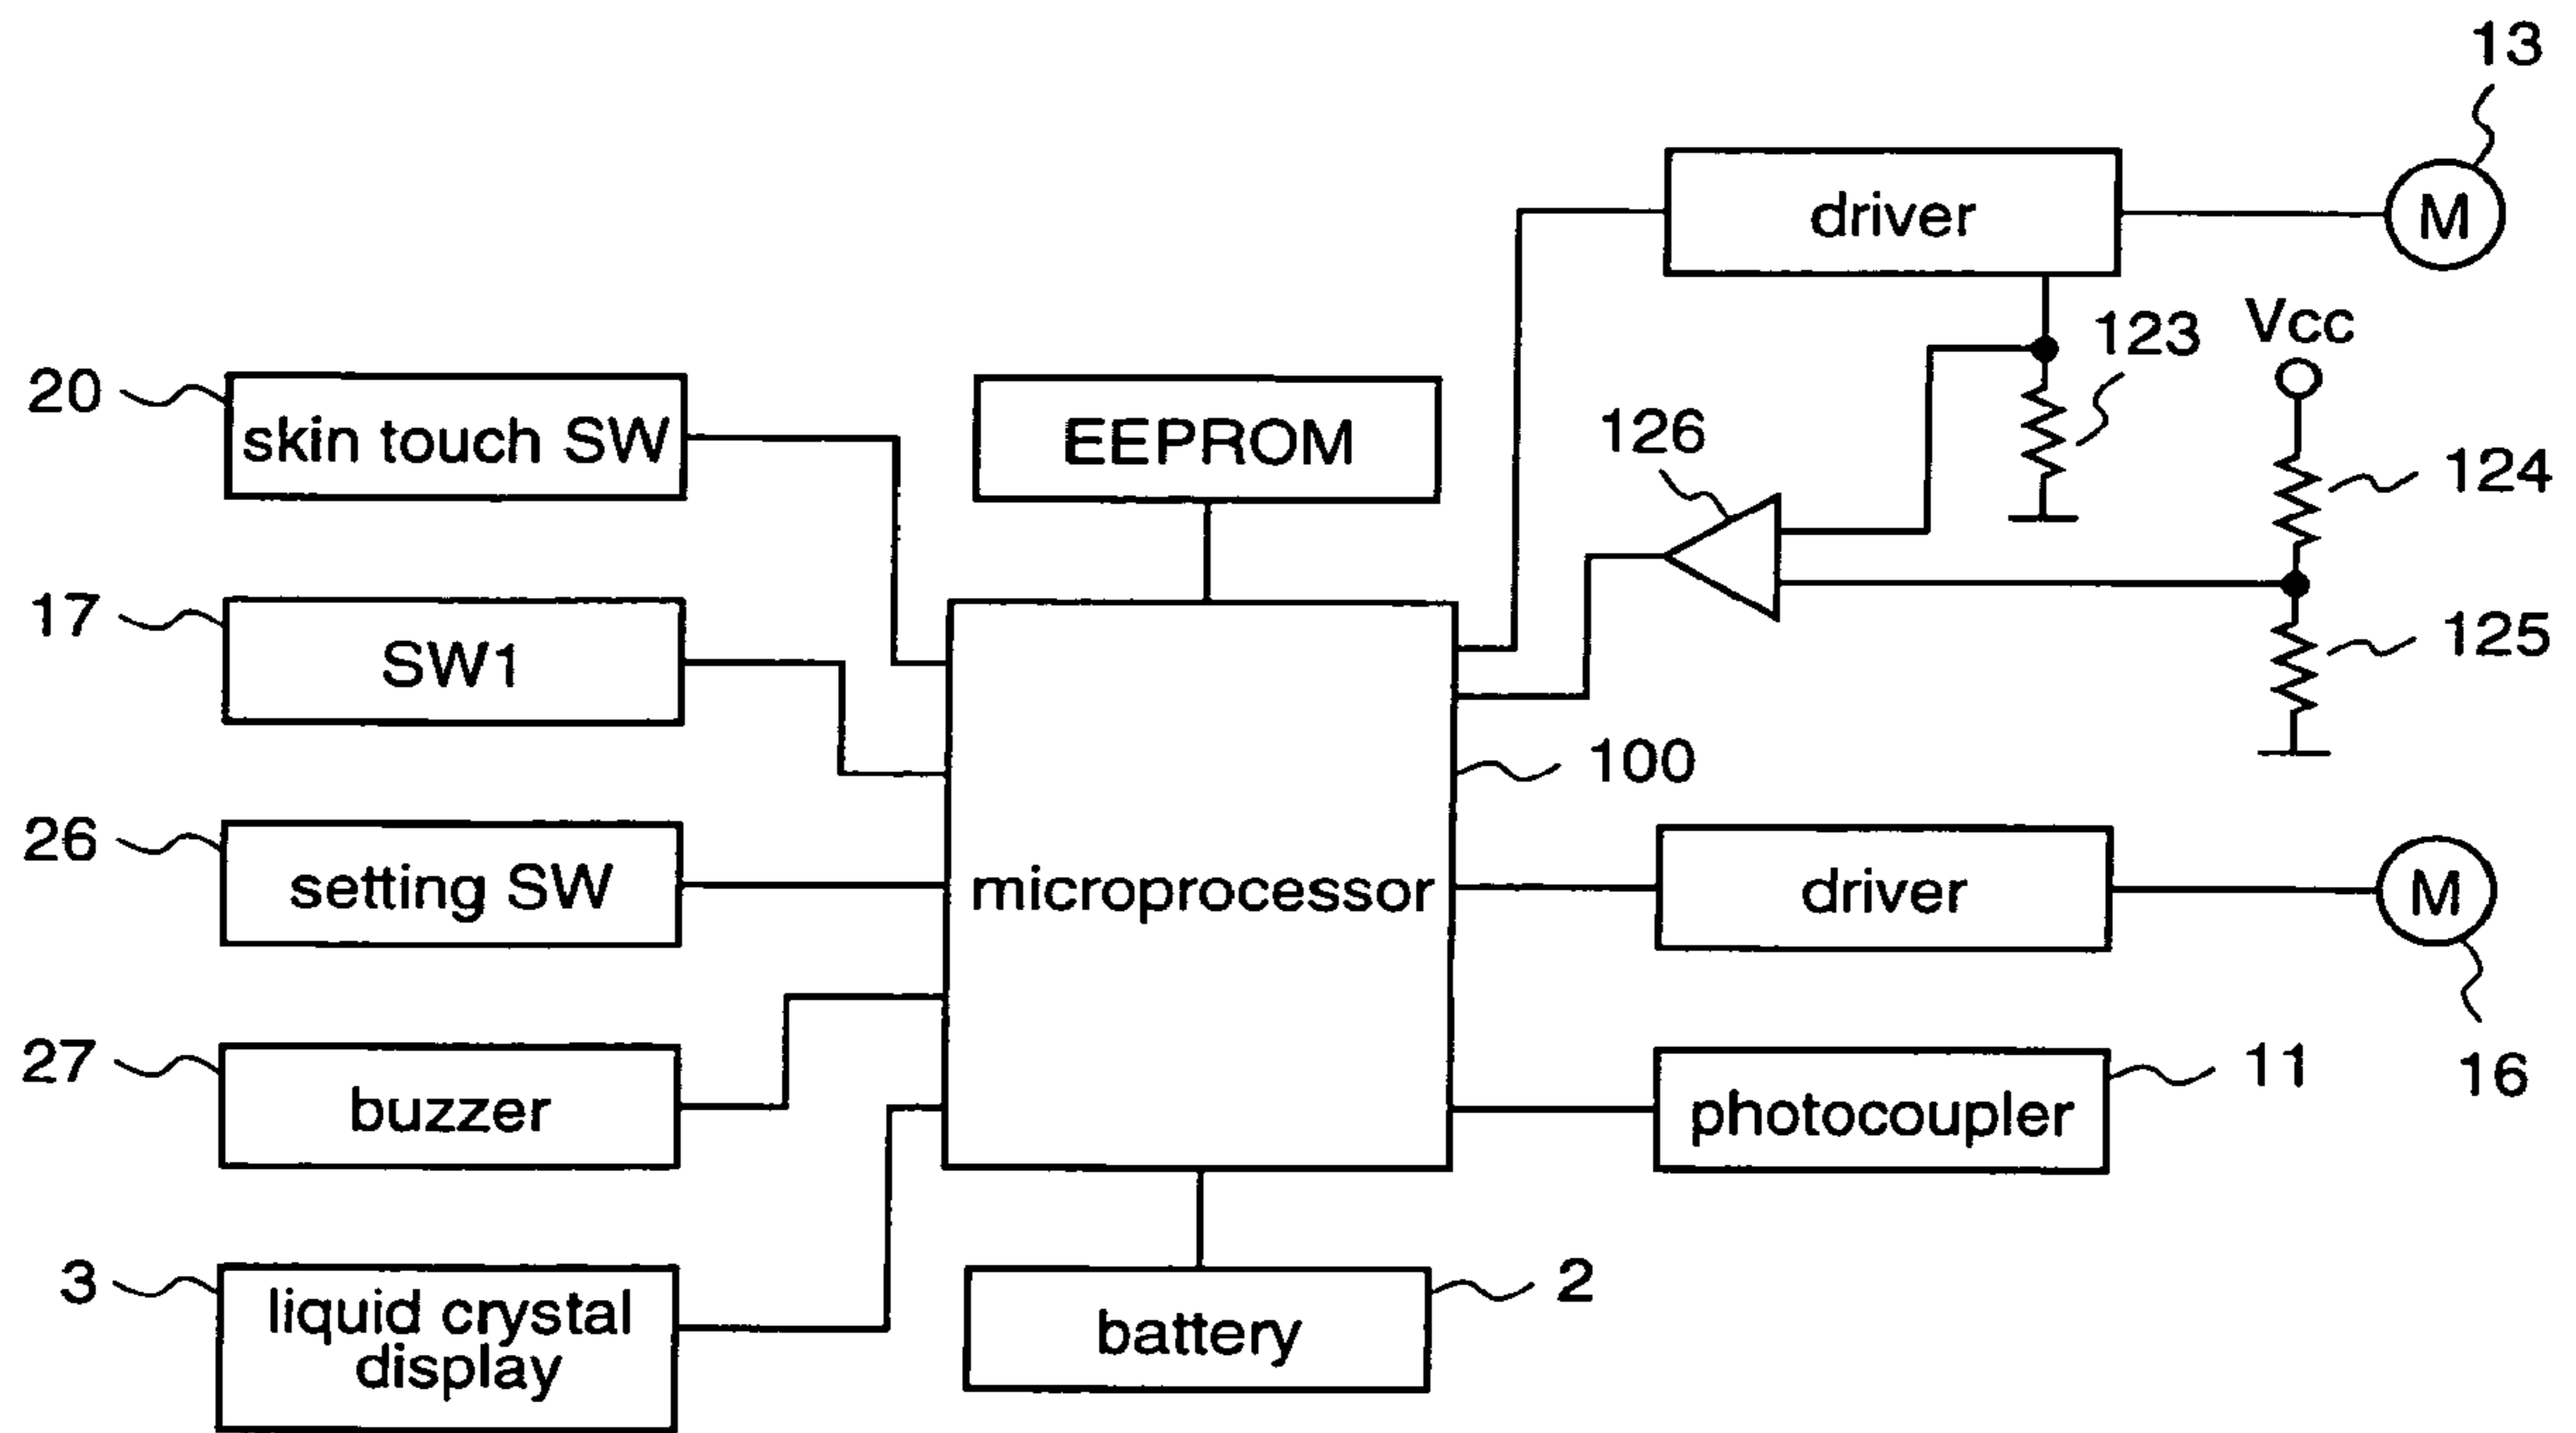 13
driver
M
Vcc
123
20
skin touch SW
EEPROM
126
124
17
SW1
125
100
26
setting SW
microprocessor
driver
M
27
buzzer
photocoupler
11
16
3
liquid crystal
display
battery
2